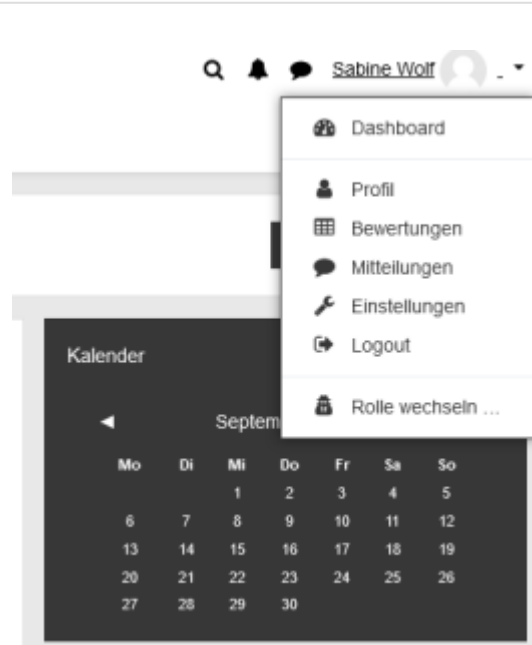 Sabine Wolf
Dashboard
Profil
Bewertungen
Mitteilungen
Einstellungen
Logout
Rolle wechseln ...
Kalender
Septem
Mo Di Mi Do Fr Sa So
1 2 3 4 5
6 7 8 9 10 11 12
13 14 15 16 17 18 19
20 21 22 23 24 25 26
27 28 29 30